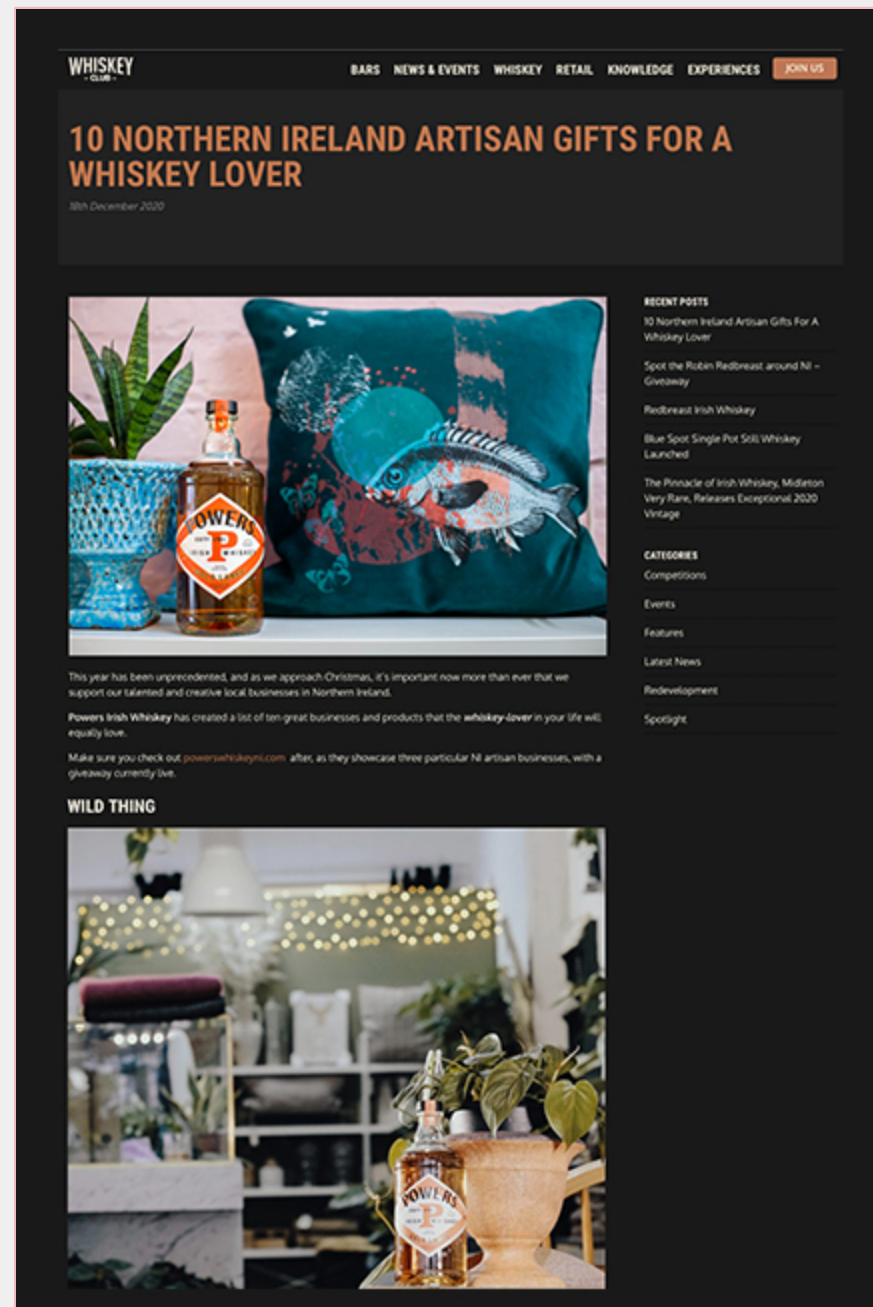 WHISKEY
- CLUB -
BARS NEWS & EVENTS WHISKEY RETAIL KNOWLEDGE EXPERIENCES JOIN US
10 NORTHERN IRELAND ARTISAN GIFTS FOR A
WHISKEY LOVER
18th December 2020
POWERS
P
IRISH WHISKEY
This year has been unprecedented, and as we approach Christmas, it's important now more than ever that we
support our talented and creative local businesses in Northern Ireland.
Powers Irish Whiskey has created a list of ten great businesses and products that the whiskey-lover in your life will
equally love.
Make sure you check out powerswhiskeyni.com after, as they showcase three particular NI artisan businesses, with a
giveaway currently live.
WILD THING
POWERS
P
RECENT POSTS
10 Northern Ireland Artisan Gifts For A
Whiskey Lover
Spot the Robin Redbreast around NI –
Giveaway
Redbreast Irish Whiskey
Blue Spot Single Pot Still Whiskey
Launched
The Pinnacle of Irish Whiskey, Midleton
Very Rare, Releases Exceptional 2020
Vintage
CATEGORIES
Competitions
Events
Features
Latest News
Redevelopment
Spotlight